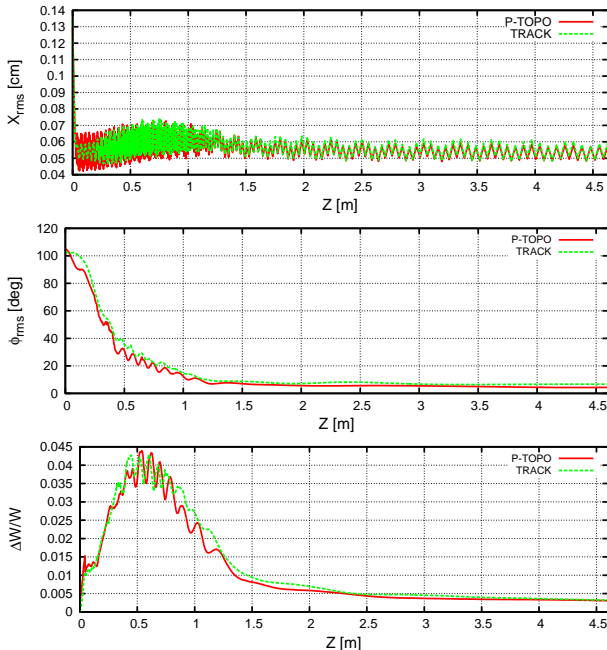 0.14
0.13
0.12
0.11
0.1
0.09
0.08
0.07
0.06
0.05
0.04
X_rms [cm]
P-TOPO
TRACK
0 0.5 1 1.5 2 2.5 3 3.5 4 4.5
Z [m]
120
100
80
60
40
20
0
ϕ_rms [deg]
P-TOPO
TRACK
0 0.5 1 1.5 2 2.5 3 3.5 4 4.5
Z [m]
0.045
0.04
0.035
0.03
0.025
0.02
0.015
0.01
0.005
0
ΔW/W
P-TOPO
TRACK
0 0.5 1 1.5 2 2.5 3 3.5 4 4.5
Z [m]